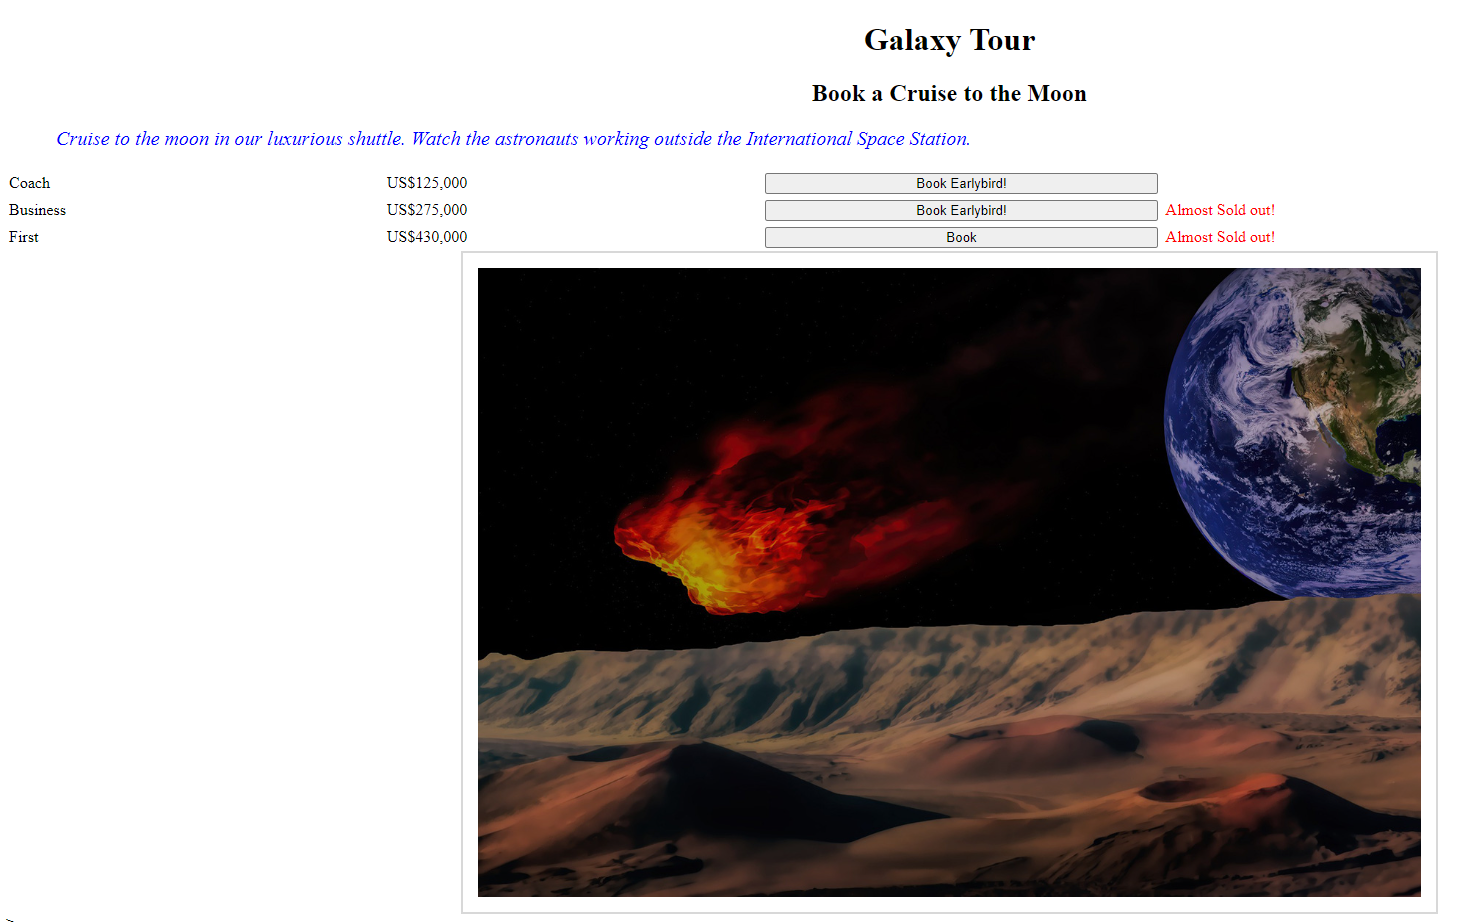 Galaxy Tour
Book a Cruise to the Moon
Cruise to the moon in our luxurious shuttle. Watch the astronauts working outside the International Space Station.
Coach US$125,000 Book Earlybird!
Business US$275,000 Book Earlybird! Almost Sold out!
First US$430,000 Book Almost Sold out!